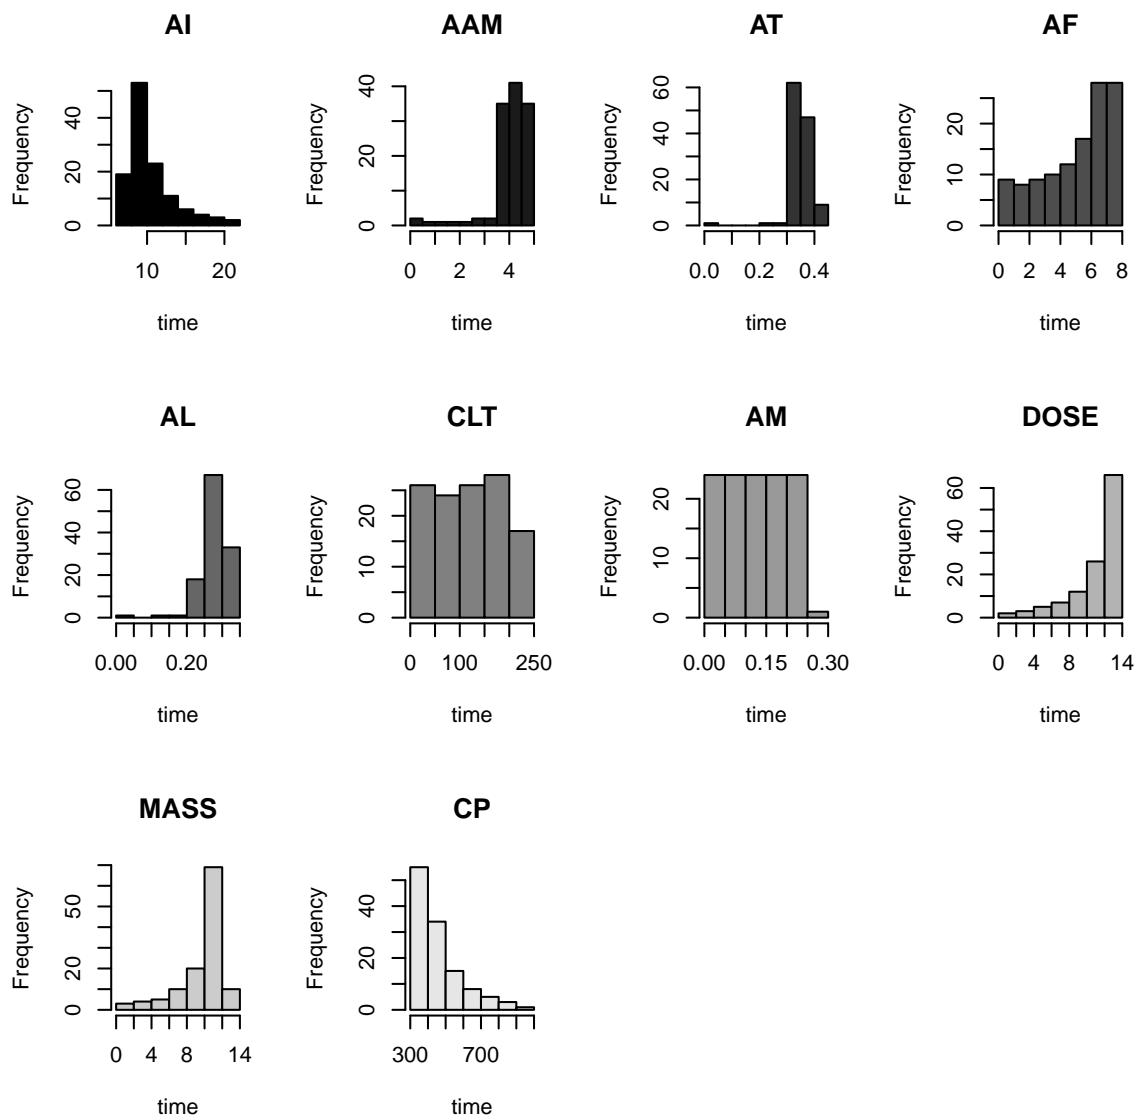 AI AAM AT AF
Frequency 0 20 40 Frequency 0 20 40 Frequency 0 20 40 60 Frequency 0 10 20
10 20 0 2 4 0.0 0.2 0.4 0 2 4 6 8
time time time time
AL CLT AM DOSE
Frequency 0 20 40 60 Frequency 0 10 20 Frequency 0 10 20 Frequency 0 20 40 60
0.00 0.20 0 100 250 0.00 0.15 0.30 0 4 8 14
time time time time
MASS CP
Frequency 0 20 50 Frequency 0 20 40
0 4 8 14 300 700
time time